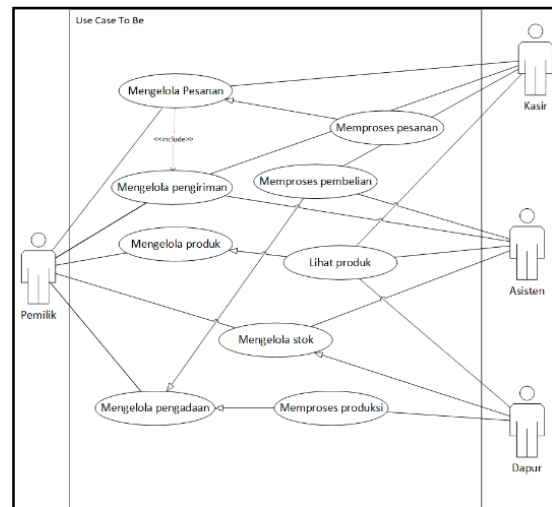 Use Case To Be
Mengelola Pesanan
Kasir
Memproses pesanan
<<include>>
Mengelola pengiriman
Memproses pembelian
Mengelola produk
Lihat produk
Pemilik
Asisten
Mengelola stok
Mengelola pengadaan
Memproses produksi
Dapur